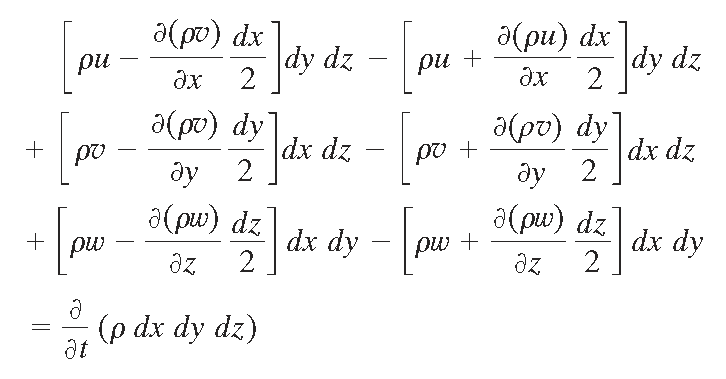 [ρu − ∂(ρv)/∂x dx/2]dy dz − [ρu + ∂(ρu)/∂x dx/2]dy dz
+ [ρv − ∂(ρv)/∂y dy/2]dx dz − [ρv + ∂(ρv)/∂y dy/2]dx dz
+ [ρw − ∂(ρw)/∂z dz/2] dx dy − [ρw + ∂(ρw)/∂z dz/2] dx dy
= ∂/∂t (ρ dx dy dz)